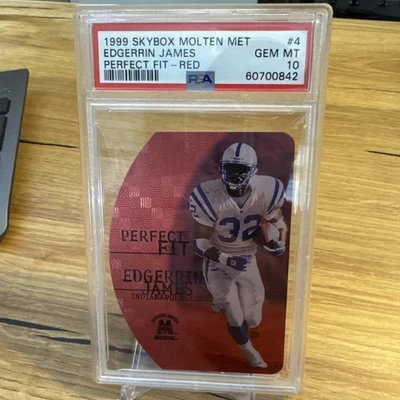 1999 SKYBOX MOLTEN MET #4
EDGERRIN JAMES GEM MT
PERFECT FIT - RED 10
PSA 60700842
32
PERFECT
FIT
EDGERRIN
JAMES
INDIANAPOLIS